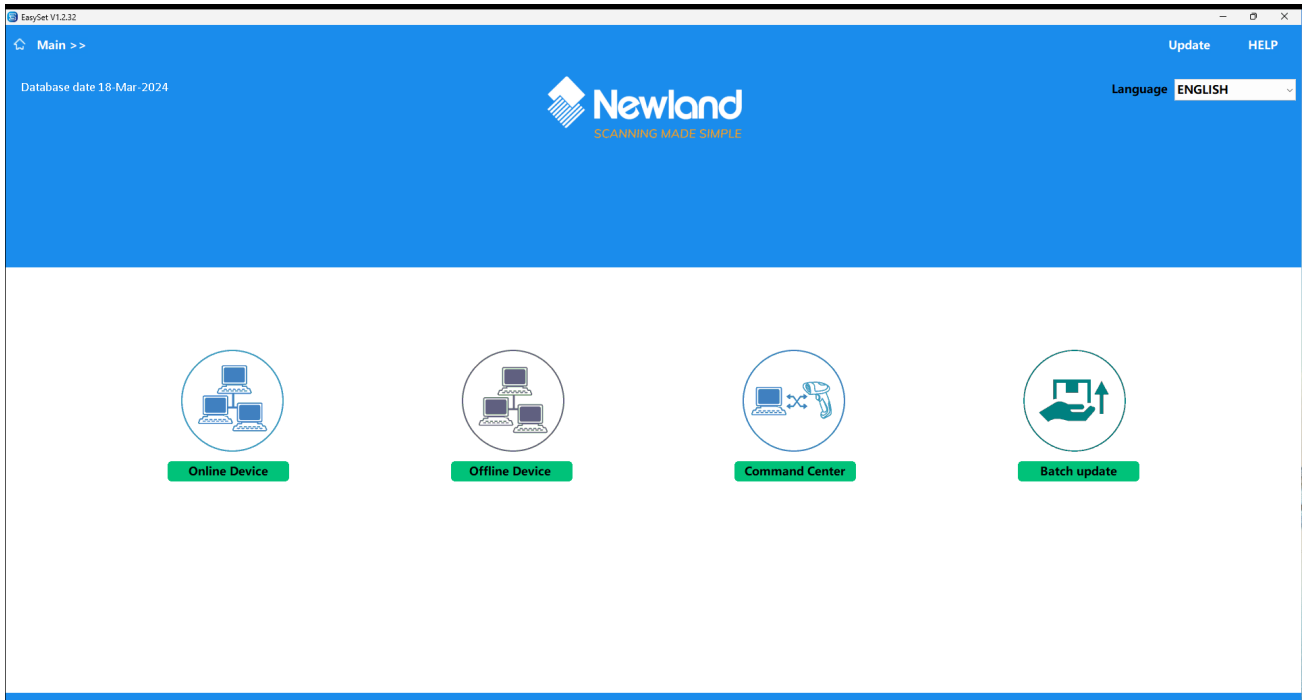 EasySet V1.2.32
Main >>
Update HELP
Database date 18-Mar-2024
Newland
SCANNING MADE SIMPLE
Language ENGLISH
Online Device
Offline Device
Command Center
Batch update